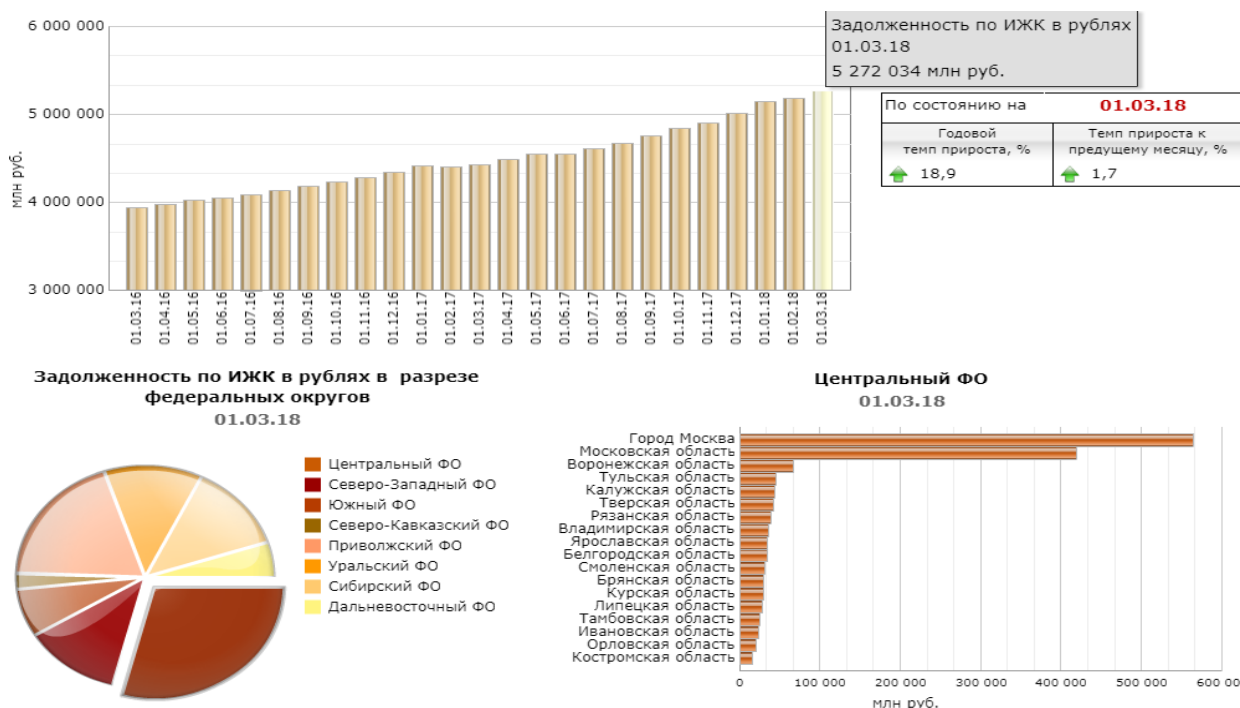 6 000 000
5 000 000
4 000 000
3 000 000
млн руб.
01.03.16
01.04.16
01.05.16
01.06.16
01.07.16
01.08.16
01.09.16
01.10.16
01.11.16
01.12.16
01.01.17
01.02.17
01.03.17
01.04.17
01.05.17
01.06.17
01.07.17
01.08.17
01.09.17
01.10.17
01.11.17
01.12.17
01.01.18
01.02.18
01.03.18
Задолженность по ИЖК в рублях
01.03.18
5 272 034 млн руб.
По состоянию на 01.03.18
Годовой
темп прироста, %
Темп прироста к
предущему месяцу, %
18,9
1,7
Задолженность по ИЖК в рублях в разрезе
федеральных округов
01.03.18
Центральный ФО
Северо-Западный ФО
Южный ФО
Северо-Кавказский ФО
Приволжский ФО
Уральский ФО
Сибирский ФО
Дальневосточный ФО
Центральный ФО
01.03.18
Город Москва
Московская область
Воронежская область
Тульская область
Калужская область
Тверская область
Рязанская область
Владимирская область
Ярославская область
Белгородская область
Смоленская область
Брянская область
Курская область
Липецкая область
Тамбовская область
Ивановская область
Орловская область
Костромская область
0
100 000
200 000
300 000
400 000
500 000
600 00
млн руб.